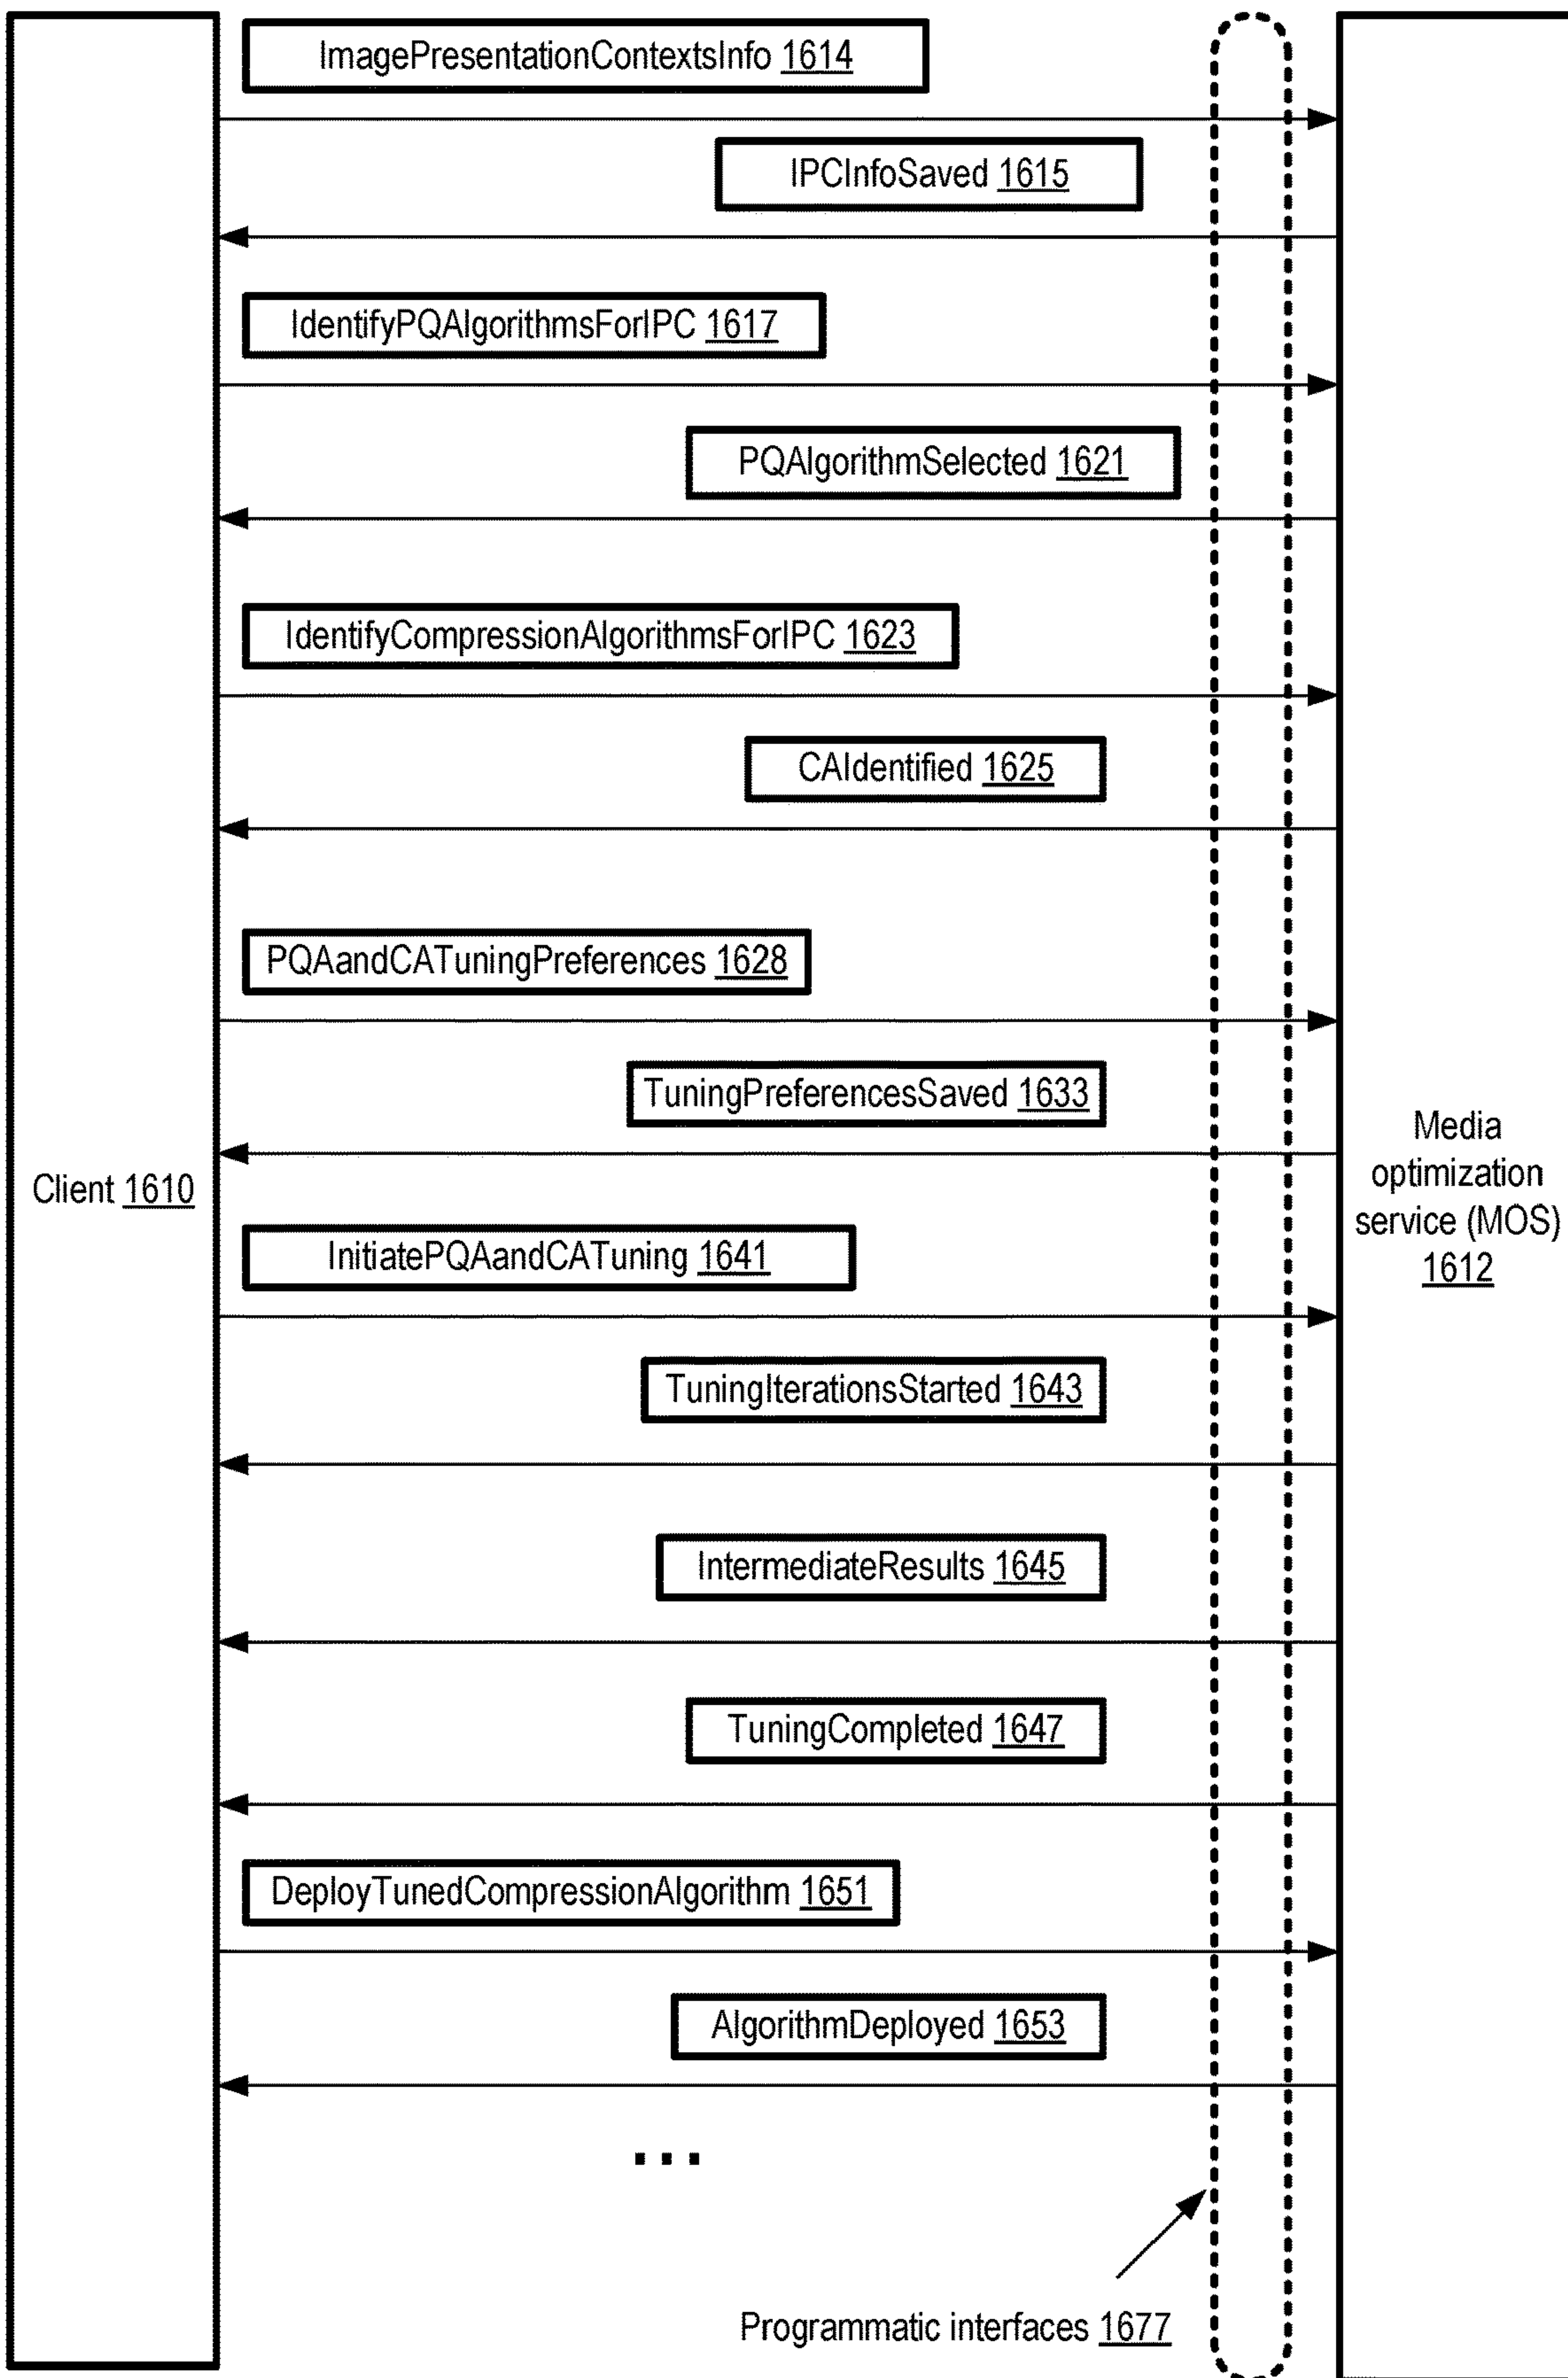 ImagePresentationContextsInfo 1614
IPCInfoSaved 1615
IdentifyPQAlgorithmsForIPC 1617
PQAlgorithmSelected 1621
IdentifyCompressionAlgorithmsForIPC 1623
CAIdentified 1625
PQAandCATuningPreferences 1628
TuningPreferencesSaved 1633
Client 1610
Media
optimization
service (MOS)
1612
InitiatePQAandCATuning 1641
TuningIterationsStarted 1643
IntermediateResults 1645
TuningCompleted 1647
DeployTunedCompressionAlgorithm 1651
AlgorithmDeployed 1653
...
Programmatic interfaces 1677